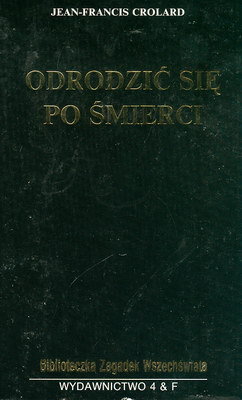 JEAN-FRANCIS CROLARD
ODRODZIĆ SIĘ
PO ŚMIERCI
Biblioteczka Zagadek Wszechświata
WYDAWNICTWO 4 & F